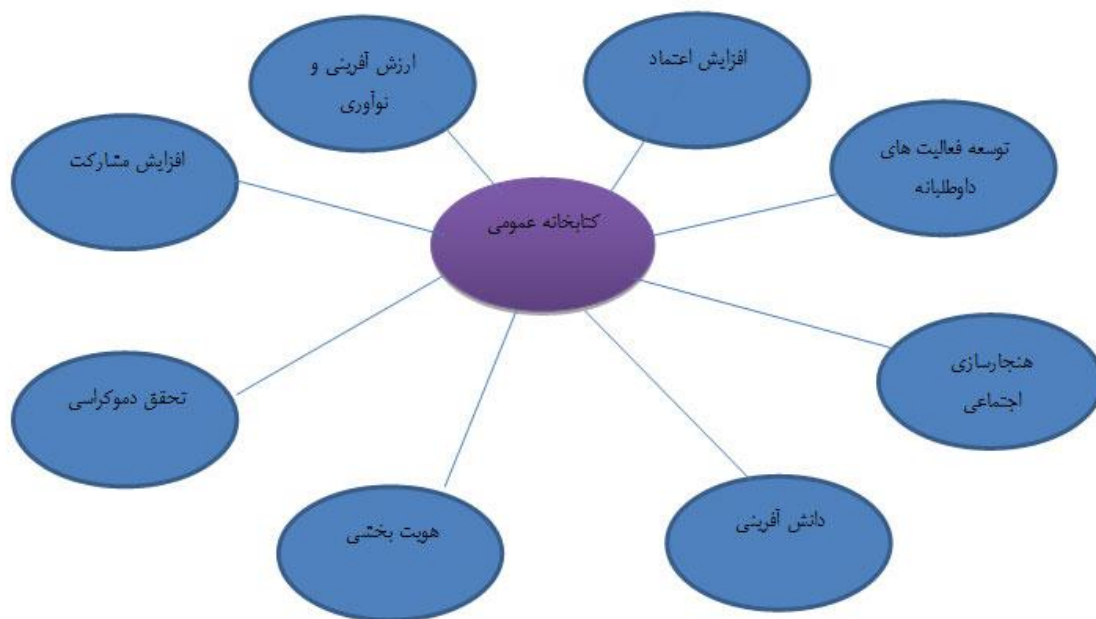 افزایش اعتماد
ارزش آفرینی و
نوآوری
توسعه فعالیت های
داوطلبانه
افزایش مشارکت
کتابخانه عمومی
هنجارسازی
اجتماعی
تحقق دموکراسی
دانش آفرینی
هویت بخشی